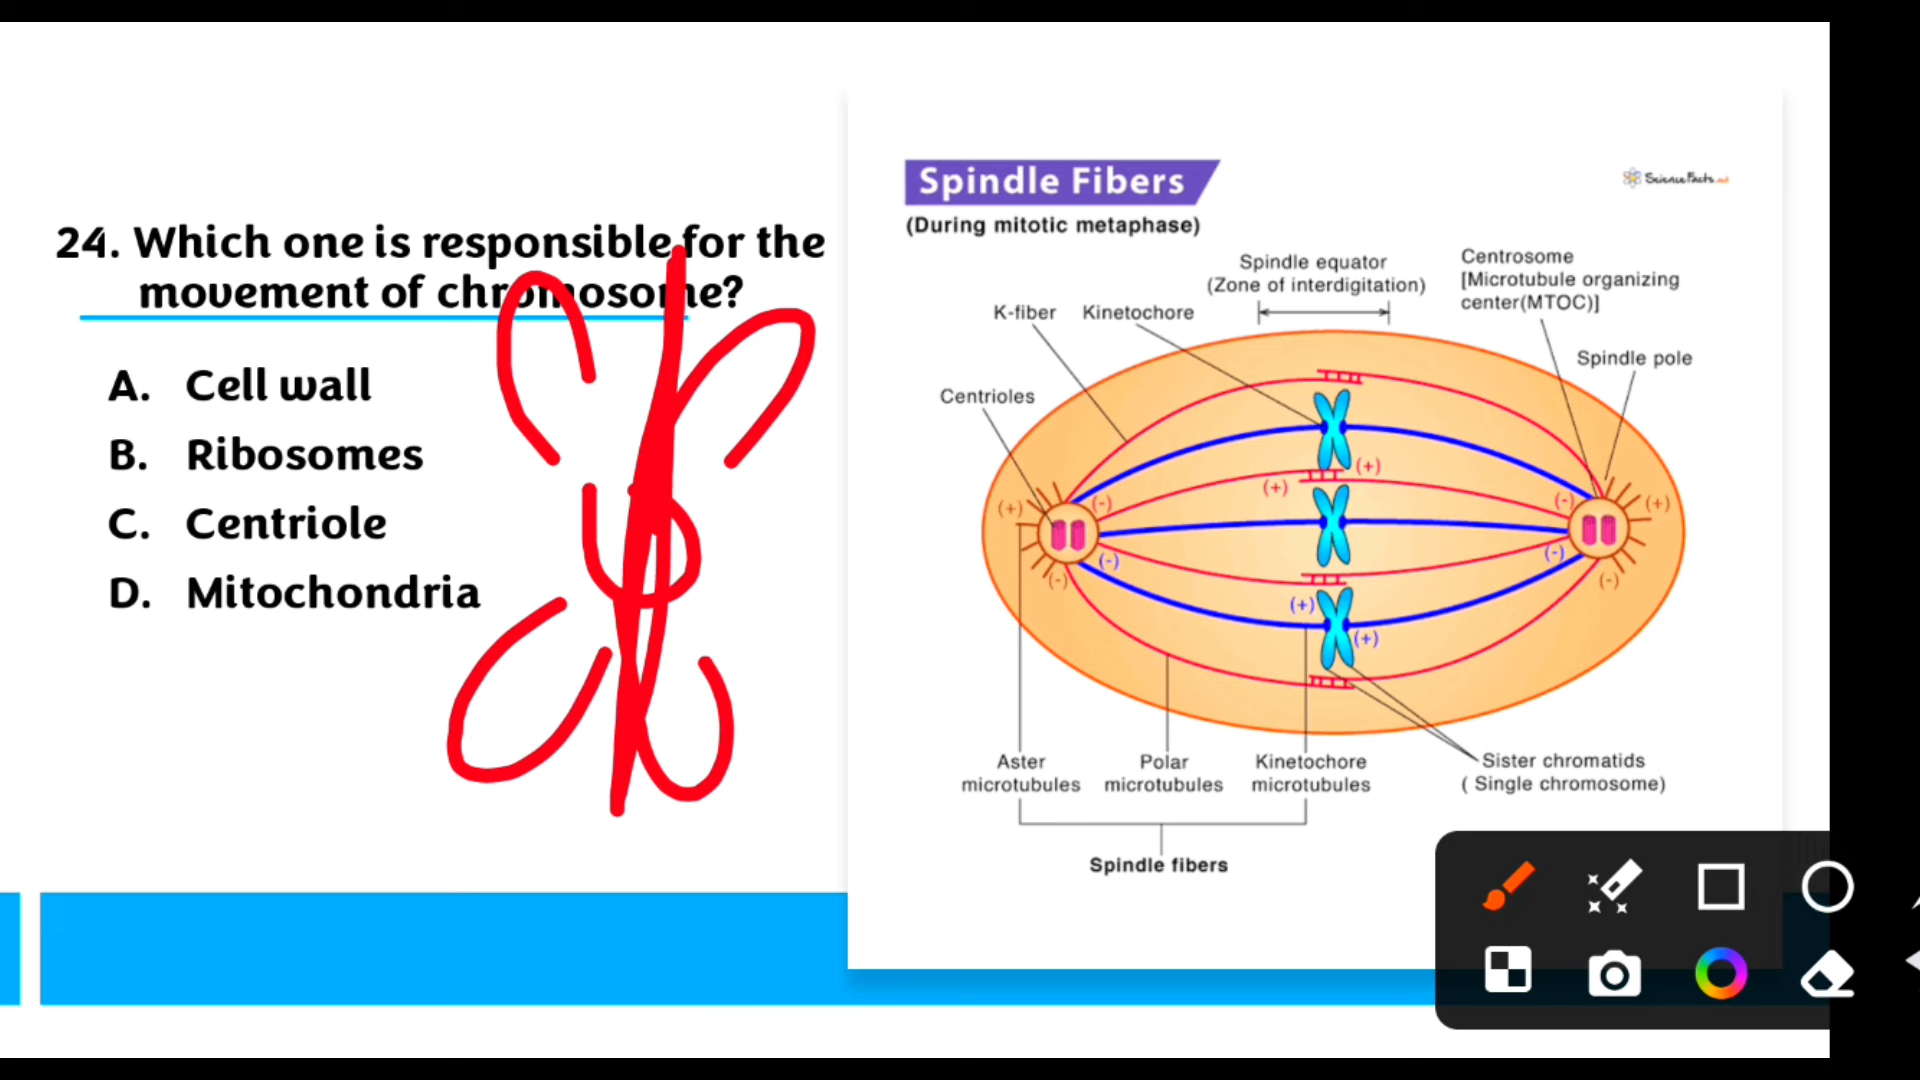 24. Which one is responsible for the
movement of chromosome?
A. Cell wall
B. Ribosomes
C. Centriole
D. Mitochondria
Spindle Fibers
ScienceFacts.net
(During mitotic metaphase)
Spindle equator
(Zone of interdigitation)
Centrosome
[Microtubule organizing
center(MTOC)]
K-fiber
Kinetochore
Spindle pole
Centrioles
(+)
(+)
(+)
(-)
(-)
(+)
(-)
(-)
(-)
(-)
(+)
(+)
Aster
microtubules
Polar
microtubules
Kinetochore
microtubules
Sister chromatids
( Single chromosome)
Spindle fibers